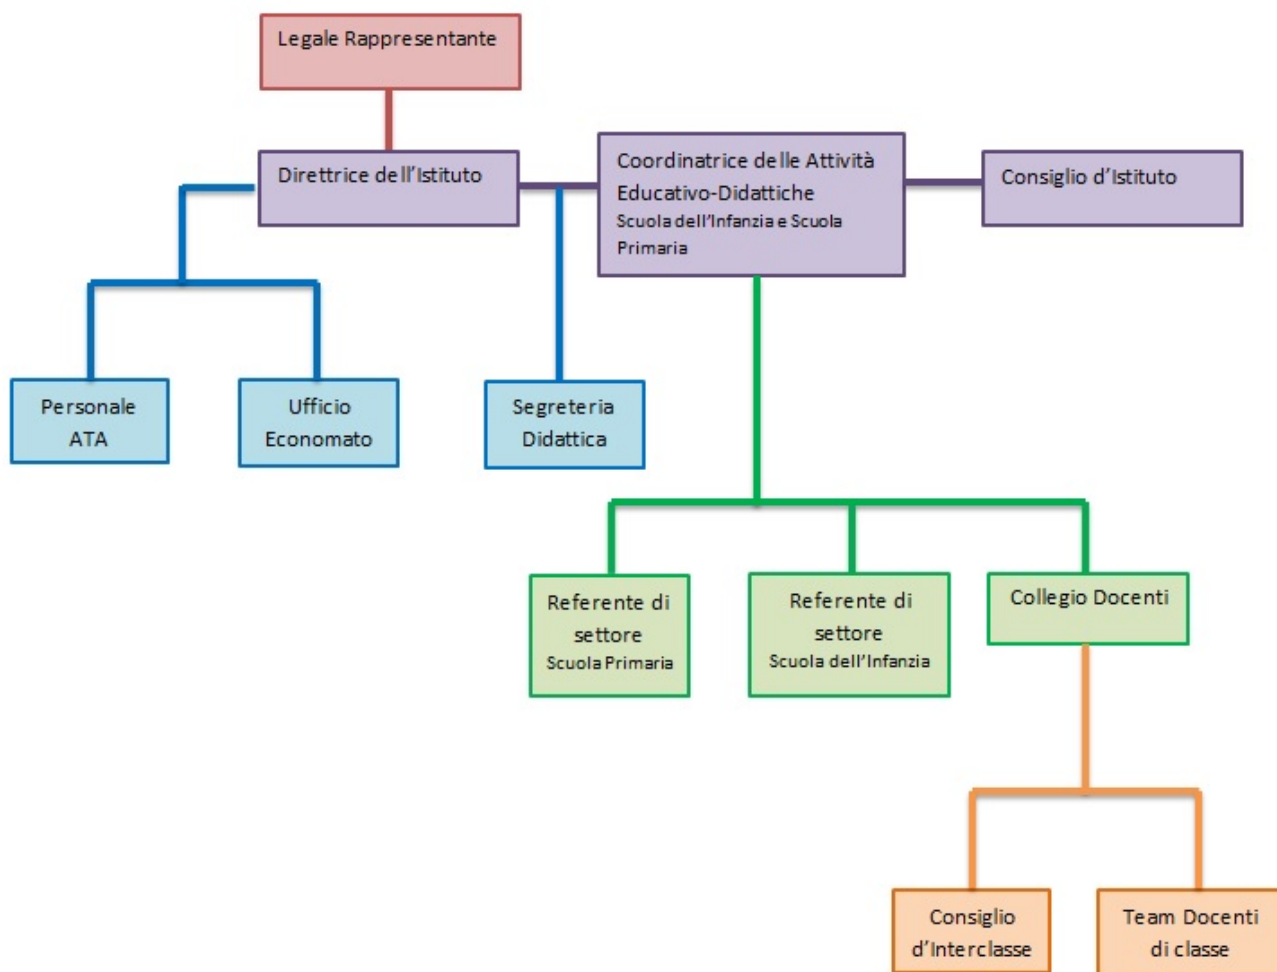 Legale Rappresentante
Direttrice dell’Istituto
Coordinatrice delle Attività
Educativo-Didattiche
Scuola dell’Infanzia e Scuola
Primaria
Consiglio d’Istituto
Personale
ATA
Ufficio
Economato
Segreteria
Didattica
Referente di
settore
Scuola Primaria
Referente di
settore
Scuola dell’Infanzia
Collegio Docenti
Consiglio
d’Interclasse
Team Docenti
di classe